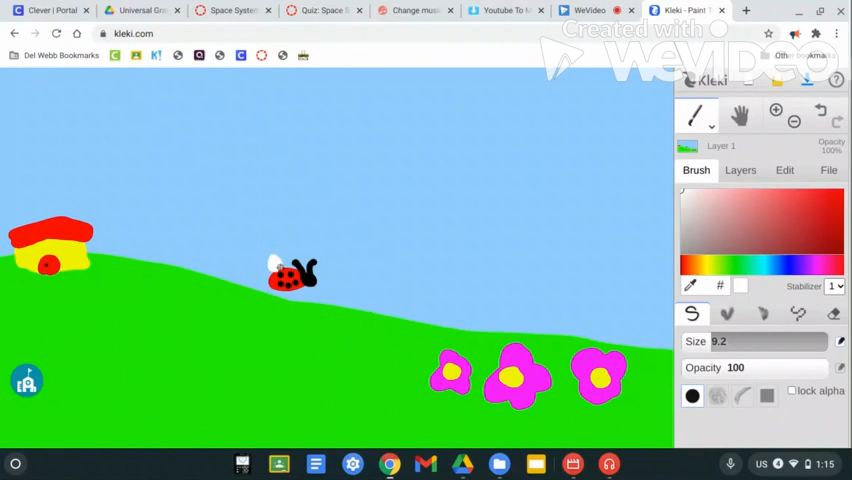 Clever | Portal
Universal Gra
Space System
Quiz: Space S
Change musi
Youtube To M
WeVideo
Kleki - Paint T
kleki.com
Created with
WeVideo
Del Webb Bookmarks
K!
Other bookmarks
Kleki
?
Layer 1
Opacity
100%
Brush
Layers
Edit
File
#
Stabilizer
1
Size
9.2
Opacity
100
lock alpha
US
4
1:15